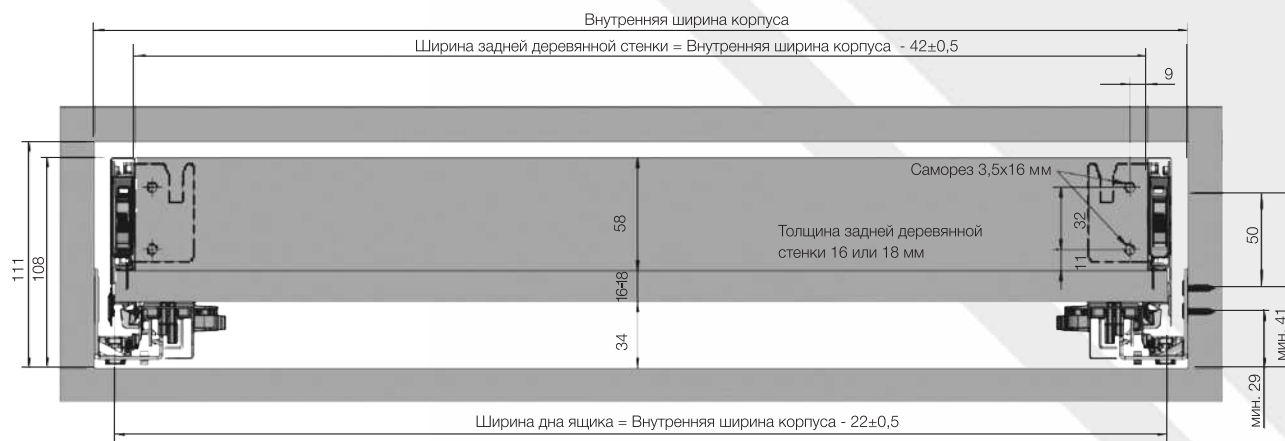 Внутренняя ширина корпуса
Ширина задней деревянной стенки = Внутренняя ширина корпуса - 42±0,5
9
Саморез 3,5х16 мм
32
58
Толщина задней деревянной
стенки 16 или 18 мм
50
11
111
108
16-18
34
мин. 41
мин. 29
Ширина дна ящика = Внутренняя ширина корпуса - 22±0,5